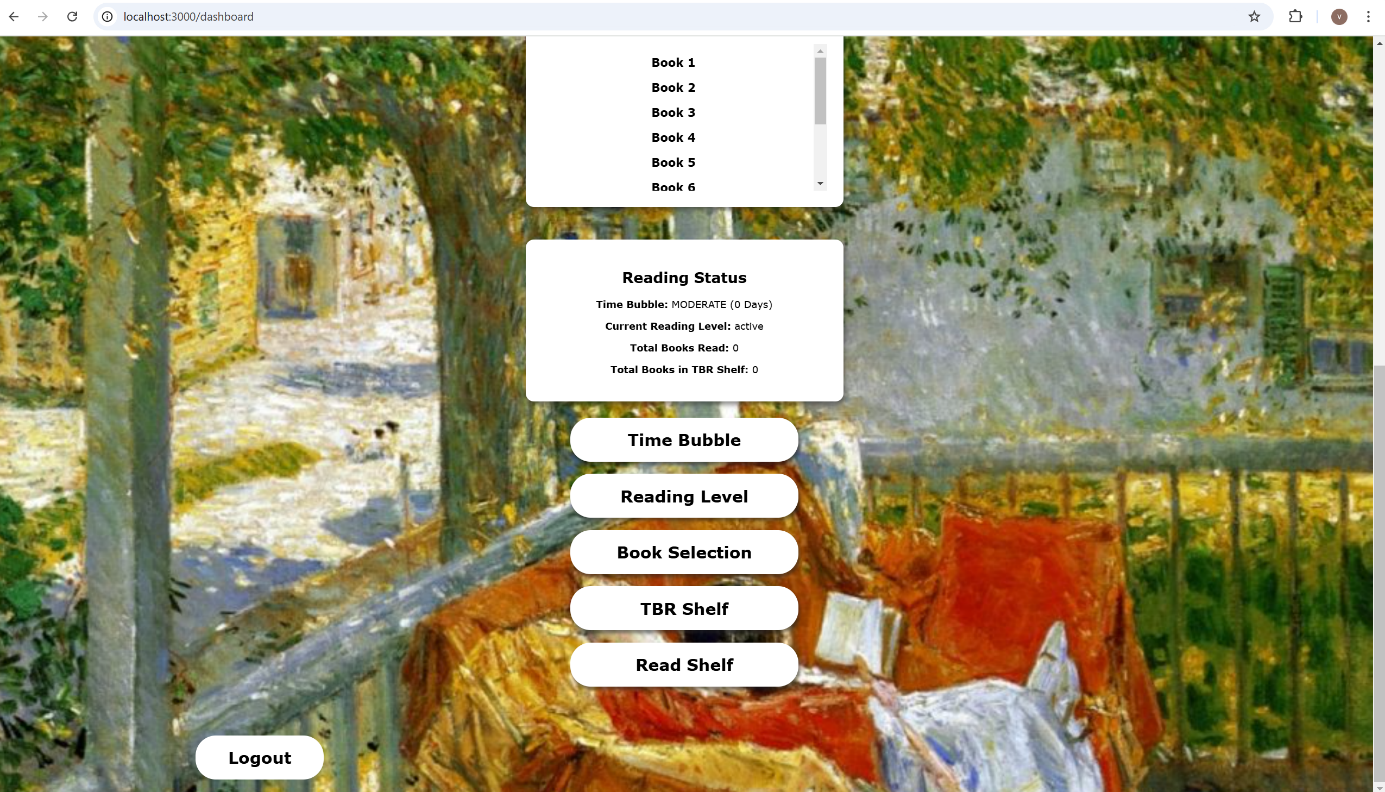 localhost:3000/dashboard
V
Book 1
Book 2
Book 3
Book 4
Book 5
Book 6
Reading Status
Time Bubble: MODERATE (0 Days)
Current Reading Level: active
Total Books Read: 0
Total Books in TBR Shelf: 0
Time Bubble
Reading Level
Book Selection
TBR Shelf
Read Shelf
Logout